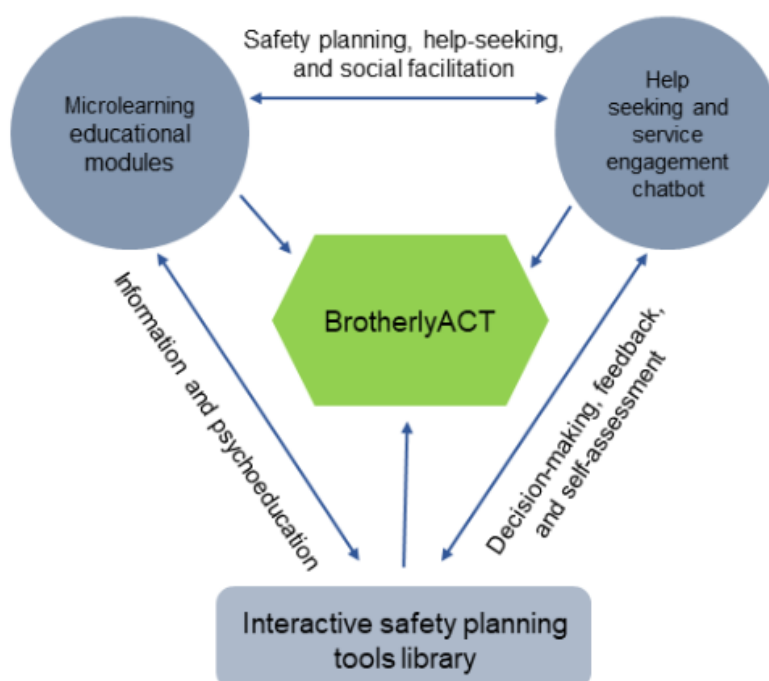 Safety planning, help-seeking,
and social facilitation
Microlearning
educational
modules
Help
seeking and
service
engagement
chatbot
BrotherlyACT
Information and psychoeducation
Decision-making, feedback,
and self-assessment
Interactive safety planning
tools library